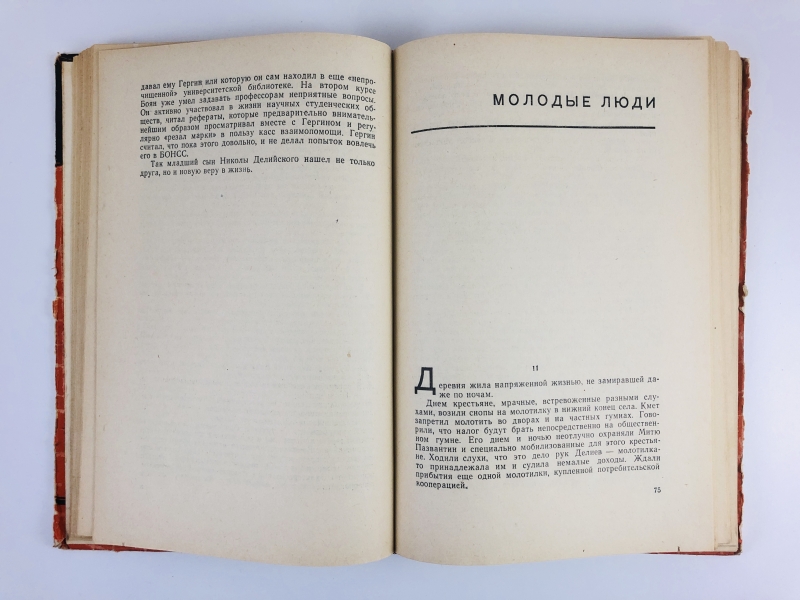 давал ему Гергин или которую он сам находил в еще «непро-
чищенной» университетской библиотеке. На втором курсе
Боян уже умел задавать профессорам неприятные вопросы.
Он активно участвовал в жизни научных студенческих об-
ществ, читал рефераты, которые предварительно вниматель-
нейшим образом просматривал вместе с Гергином и регу-
лярно «резал марки» в пользу касс взаимопомощи. Гергин
считал, что пока этого довольно, и не делал попыток вовлечь
его в БОНСС.
Так младший сын Николы Делийского нашел не только
друга, но и новую веру в жизнь.
МОЛОДЫЕ ЛЮДИ
11
Деревня жила напряженной жизнью, не замиравшей да-
же по ночам.
Днем крестьяне, мрачные, встревоженные разными слу-
хами, возили снопы на молотилку в нижний конец села. Кмет
запретил молотить во дворах и на частных гумнах. Гово-
рили, что налог будут брать непосредственно на обществен-
ном гумне. Его днем и ночью неотлучно охраняли Митю
Пазвантин и специально мобилизованные для этого крестья-
не. Ходили слухи, что это дело рук Делиев — молотилка-
то принадлежала им и сулила немалые доходы. Ждали
прибытия еще одной молотилки, купленной потребительской
кооперацией.
75